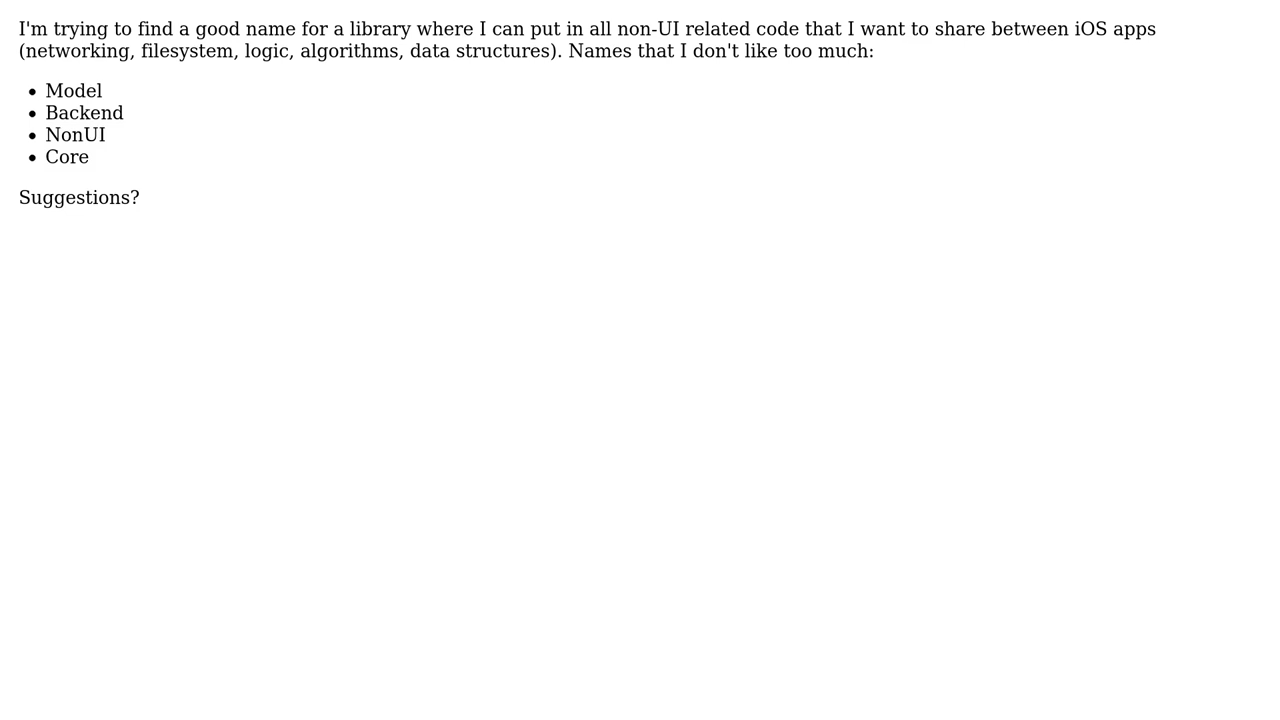 I'm trying to find a good name for a library where I can put in all non-UI related code that I want to share between iOS apps
(networking, filesystem, logic, algorithms, data structures). Names that I don't like too much:
• Model
• Backend
• NonUI
• Core
Suggestions?